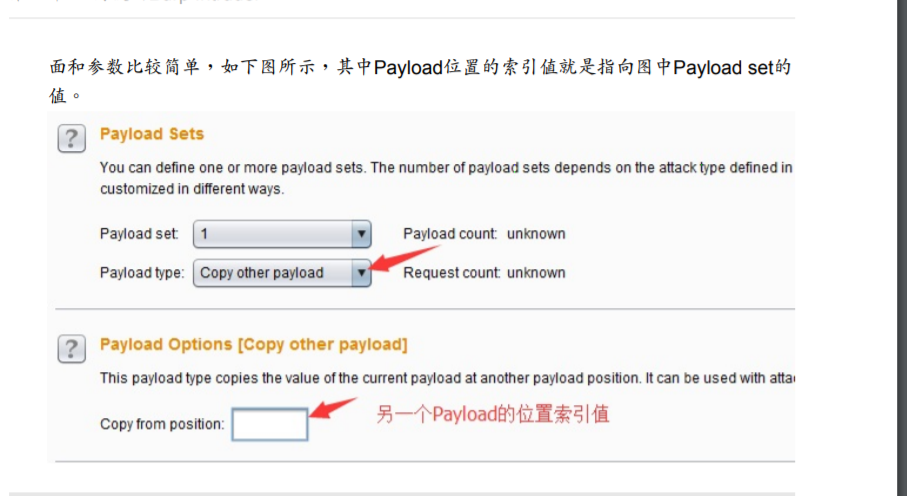 面和参数比较简单，如下图所示，其中Payload位置的索引值就是指向图中Payload set的
值。
Payload Sets
You can define one or more payload sets. The number of payload sets depends on the attack type defined in
customized in different ways.
Payload set: 1 Payload count: unknown
Payload type: Copy other payload Request count: unknown
Payload Options [Copy other payload]
This payload type copies the value of the current payload at another payload position. It can be used with
另一个Payload的位置索引值
Copy from position: